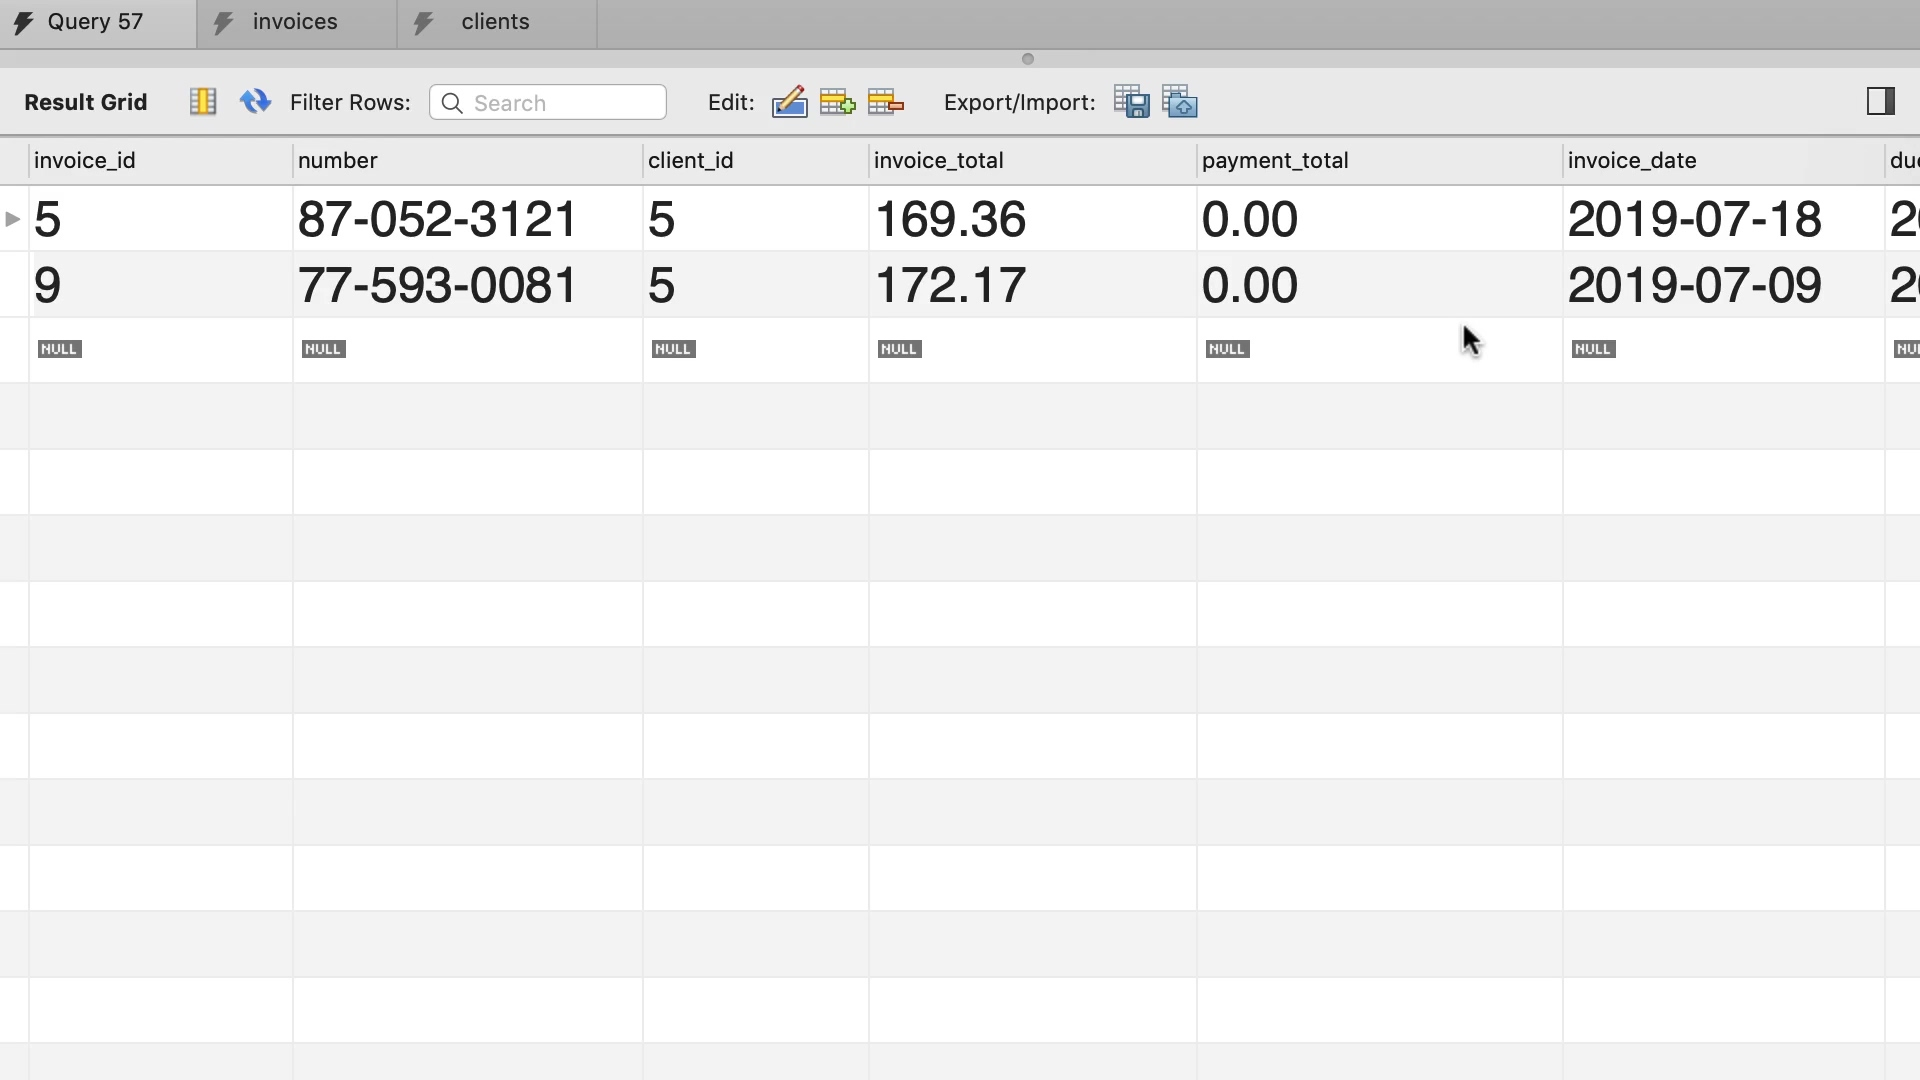 Query 57 invoices clients
Result Grid Filter Rows: Search Edit: Export/Import:
invoice_id number client_id invoice_total payment_total invoice_date
5 87-052-3121 5 169.36 0.00 2019-07-18
9 77-593-0081 5 172.17 0.00 2019-07-09
NULL NULL NULL NULL NULL NULL